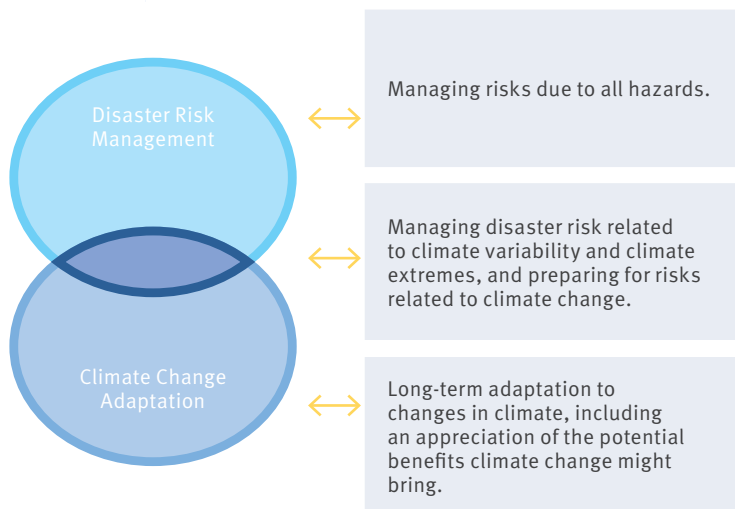 Disaster Risk
Management
Managing risks due to all hazards.
Managing disaster risk related
to climate variability and climate
extremes, and preparing for risks
related to climate change.
Climate Change
Adaptation
Long-term adaptation to
changes in climate, including
an appreciation of the potential
benefits climate change might
bring.